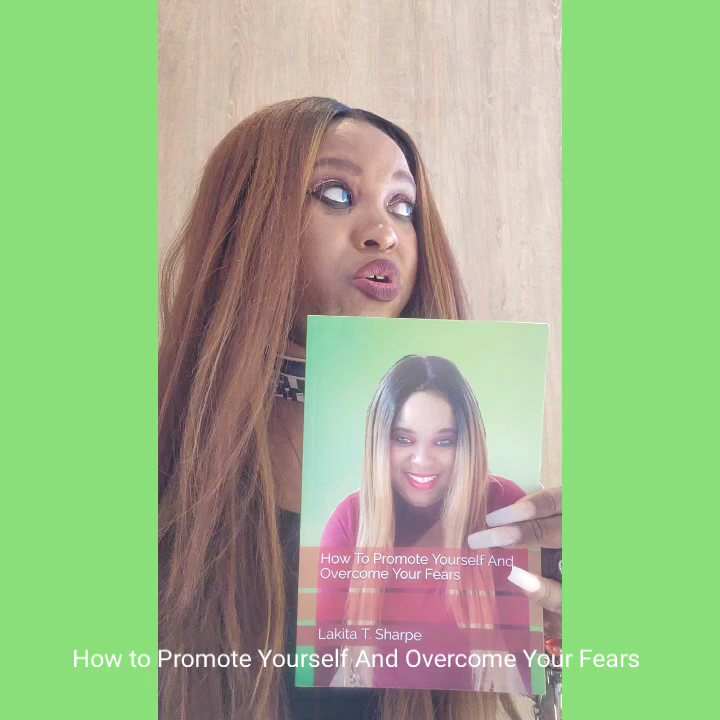 How To Promote Yourself And
Overcome Your Fears
Lakita T. Sharpe
How to Promote Yourself And Overcome Your Fears